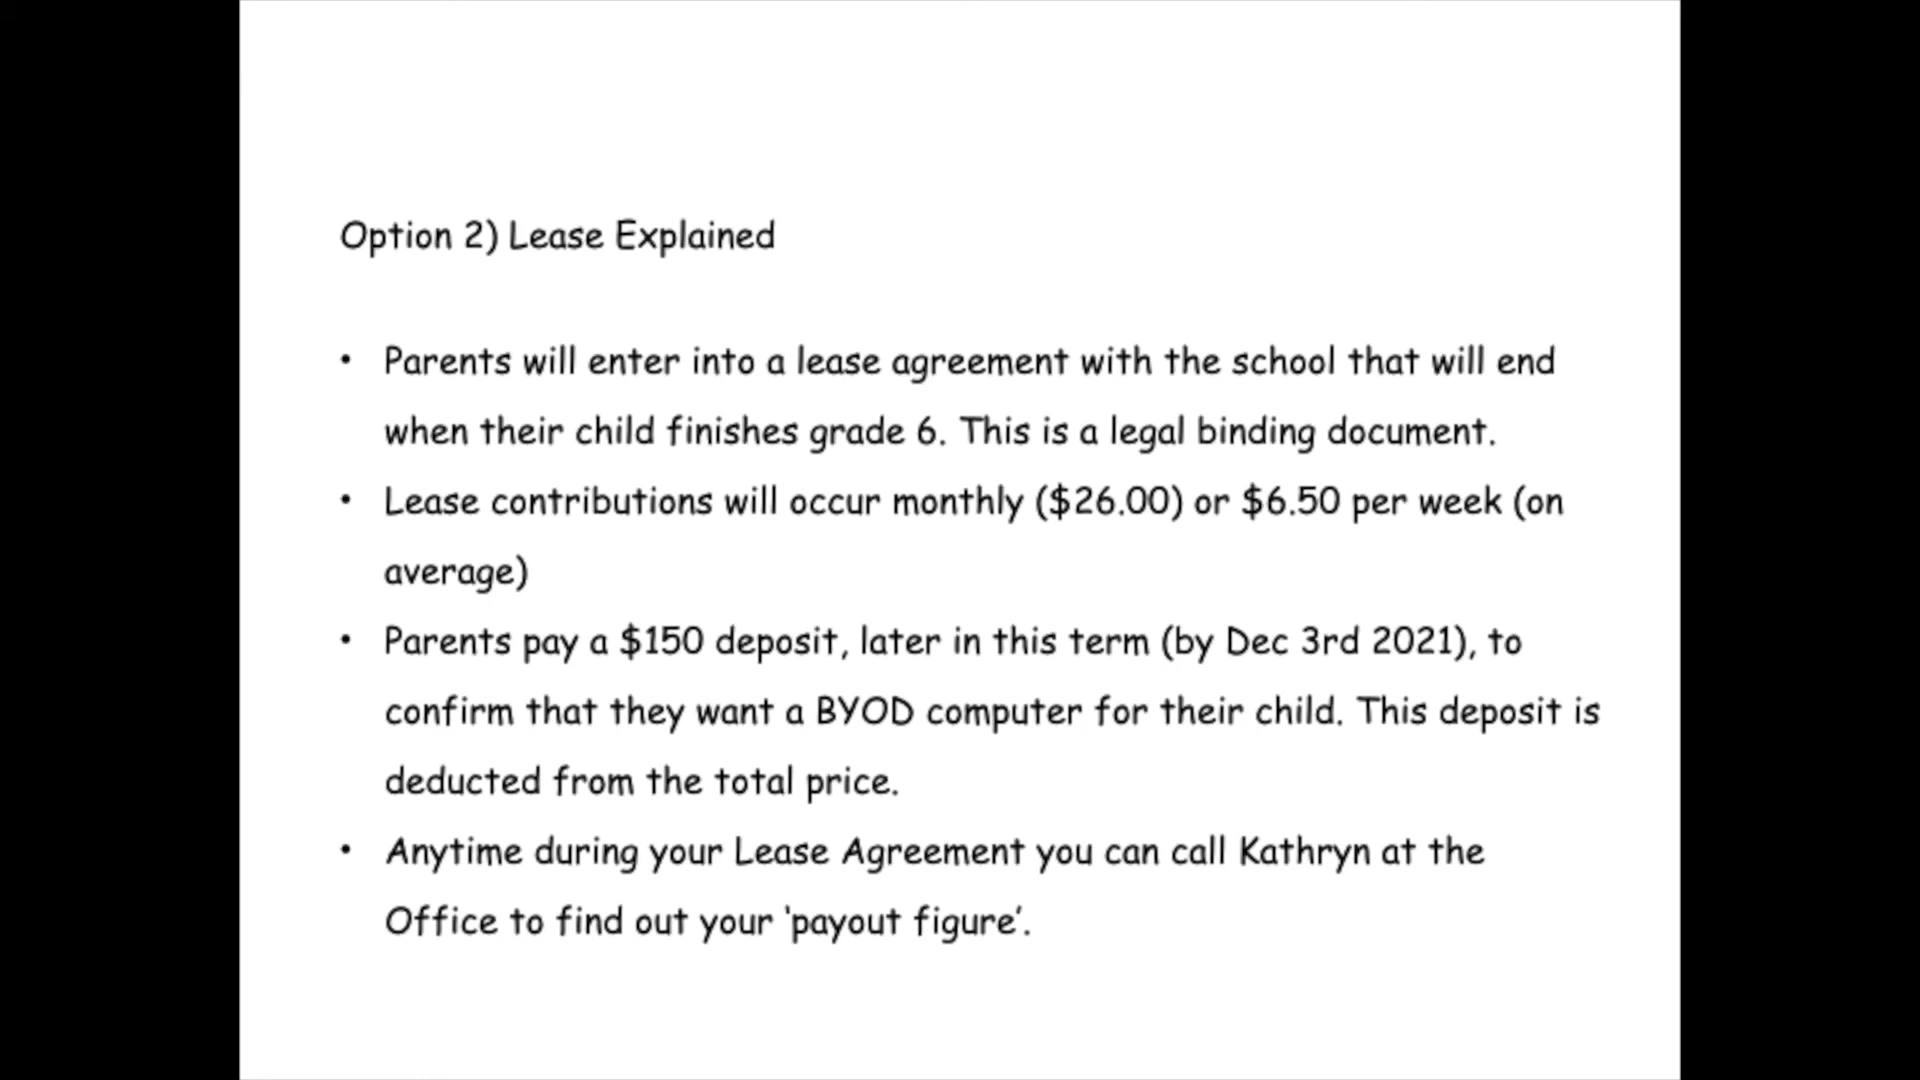 Option 2) Lease Explained
• Parents will enter into a lease agreement with the school that will end
when their child finishes grade 6. This is a legal binding document.
• Lease contributions will occur monthly ($26.00) or $6.50 per week (on
average)
• Parents pay a $150 deposit, later in this term (by Dec 3rd 2021), to
confirm that they want a BYOD computer for their child. This deposit is
deducted from the total price.
• Anytime during your Lease Agreement you can call Kathryn at the
Office to find out your ‘payout figure’.